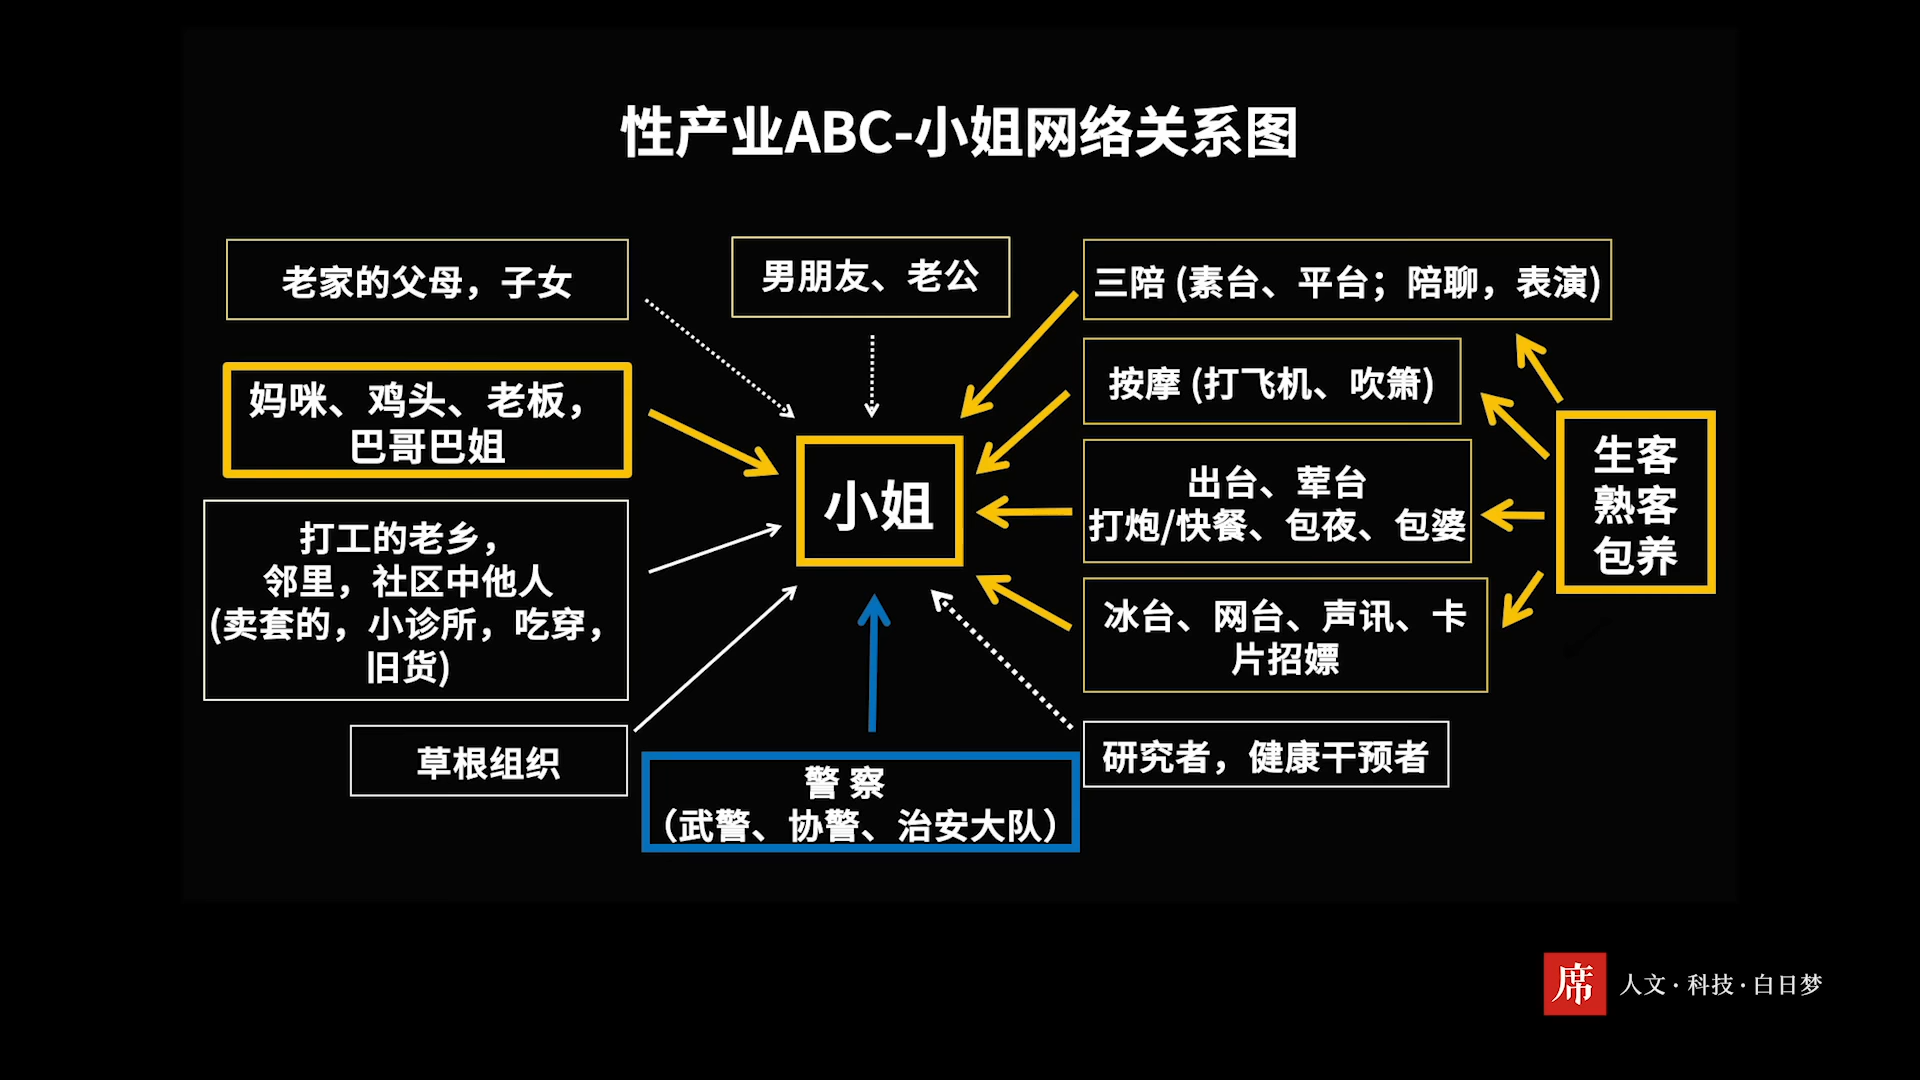 性产业ABC-小姐网络关系图
老家的父母，子女
男朋友、老公
三陪 (素台、平台；陪聊，表演)
妈咪、鸡头、老板，
巴哥巴姐
按摩 (打飞机、吹箫)
小姐
出台、荤台
打炮/快餐、包夜、包婆
生客
熟客
包养
打工的老乡，
邻里，社区中他人
(卖套的，小诊所，吃穿，
旧货)
冰台、网台、声讯、卡
片招嫖
草根组织
警 察
（武警、协警、治安大队）
研究者，健康干预者
席
人文·科技·白日梦